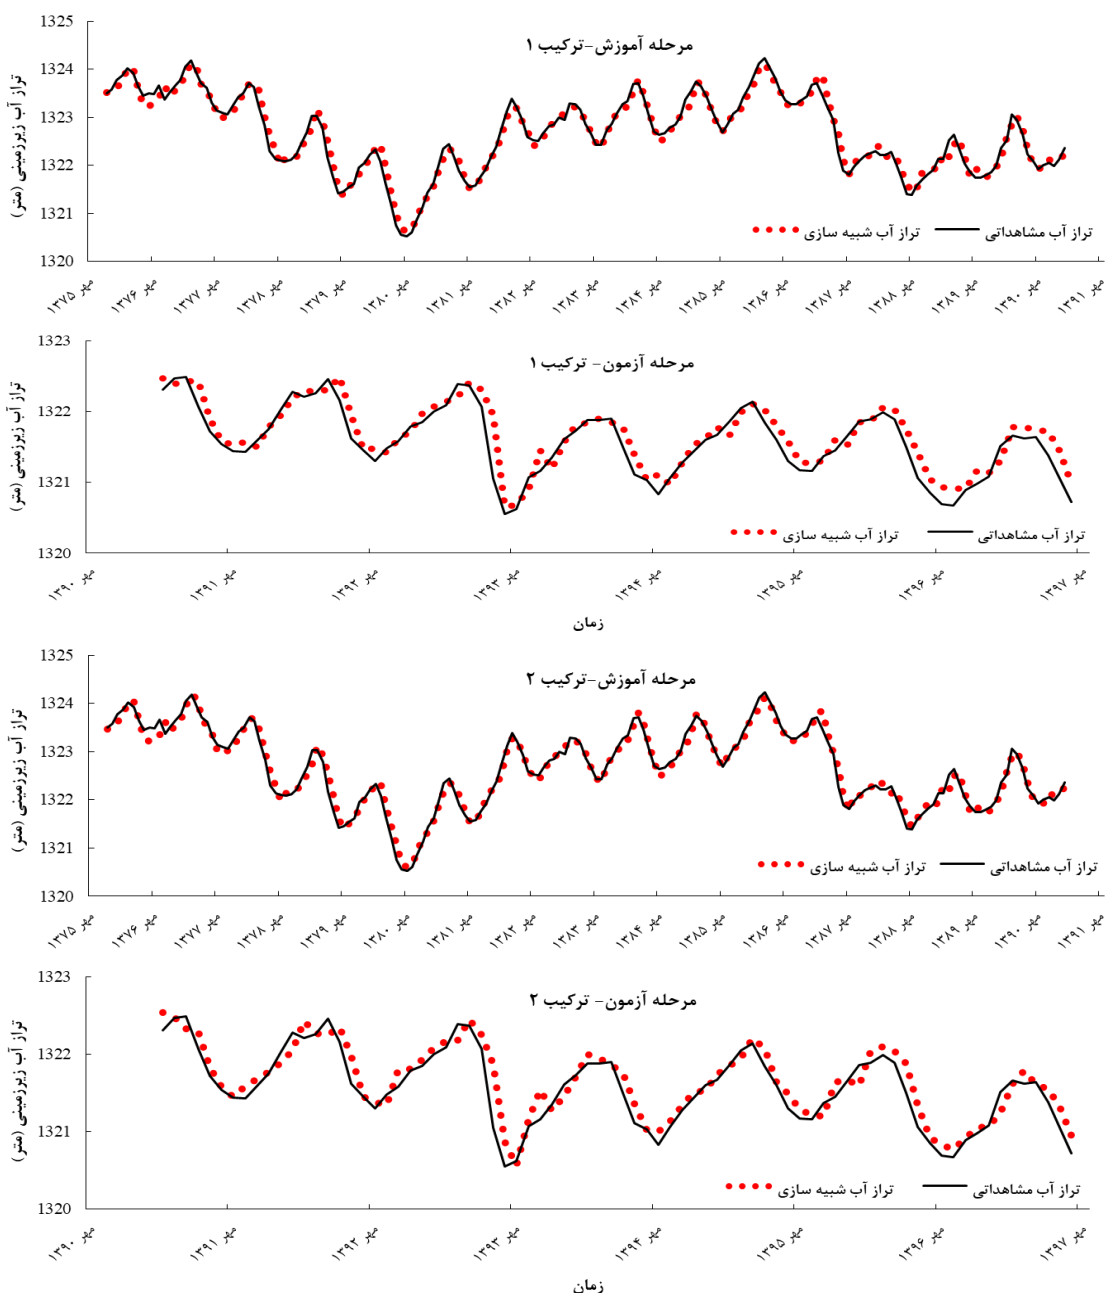 مرحله آموزش-ترکیب ۱
تراز آب زیرزمینی (متر)
1325
1324
1323
1322
1321
1320
تراز آب مشاهداتی
تراز آب شبیه سازی
مهر ۱۳۷۵
مهر ۱۳۷۶
مهر ۱۳۷۷
مهر ۱۳۷۸
مهر ۱۳۷۹
مهر ۱۳۸۰
مهر ۱۳۸۱
مهر ۱۳۸۲
مهر ۱۳۸۳
مهر ۱۳۸۴
مهر ۱۳۸۵
مهر ۱۳۸۶
مهر ۱۳۸۷
مهر ۱۳۸۸
مهر ۱۳۸۹
مهر ۱۳۹۰
مهر ۱۳۹۱
مرحله آزمون- ترکیب ۱
تراز آب زیرزمینی (متر)
1323
1322
1321
1320
تراز آب مشاهداتی
تراز آب شبیه سازی
مهر ۱۳۹۰
مهر ۱۳۹۱
مهر ۱۳۹۲
مهر ۱۳۹۳
مهر ۱۳۹۴
مهر ۱۳۹۵
مهر ۱۳۹۶
مهر ۱۳۹۷
زمان
مرحله آموزش-ترکیب ۲
تراز آب زیرزمینی (متر)
1325
1324
1323
1322
1321
1320
تراز آب مشاهداتی
تراز آب شبیه سازی
مهر ۱۳۷۵
مهر ۱۳۷۶
مهر ۱۳۷۷
مهر ۱۳۷۸
مهر ۱۳۷۹
مهر ۱۳۸۰
مهر ۱۳۸۱
مهر ۱۳۸۲
مهر ۱۳۸۳
مهر ۱۳۸۴
مهر ۱۳۸۵
مهر ۱۳۸۶
مهر ۱۳۸۷
مهر ۱۳۸۸
مهر ۱۳۸۹
مهر ۱۳۹۰
مهر ۱۳۹۱
مرحله آزمون- ترکیب ۲
تراز آب زیرزمینی (متر)
1323
1322
1321
1320
تراز آب مشاهداتی
تراز آب شبیه سازی
مهر ۱۳۹۰
مهر ۱۳۹۱
مهر ۱۳۹۲
مهر ۱۳۹۳
مهر ۱۳۹۴
مهر ۱۳۹۵
مهر ۱۳۹۶
مهر ۱۳۹۷
زمان